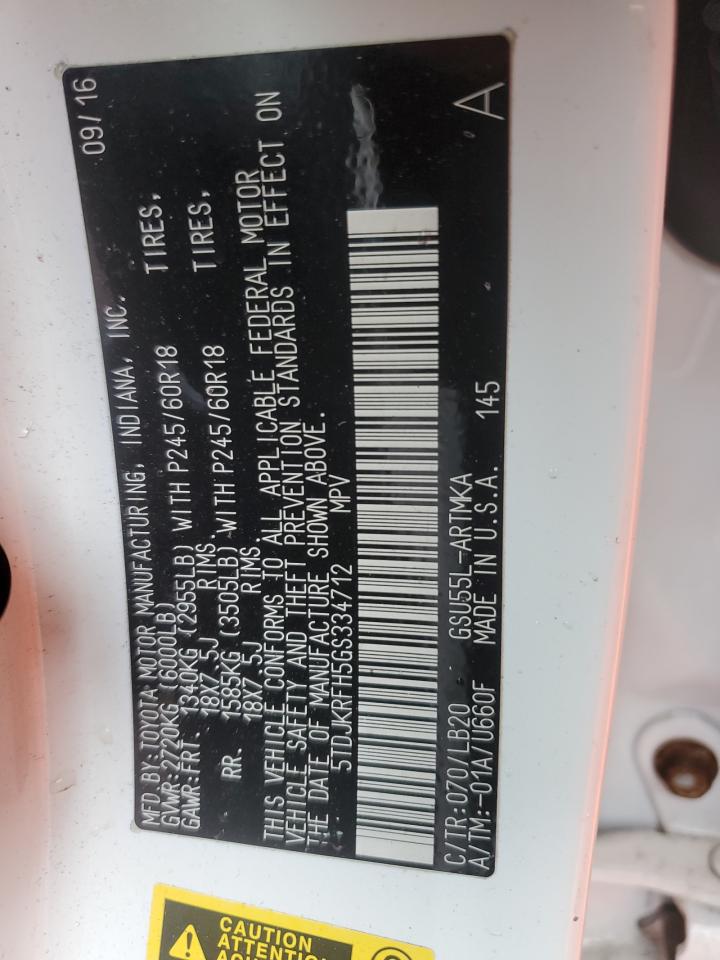 MFD BY:TOYOTA MOTOR MANUFACTURING, INDIANA, INC. 09/16
GVWR:2720KG (6000LB)
GAWR:FRT. 1340KG (2955LB) WITH P245/60R18 TIRES,
18X7.5J RIMS
RR. 1585KG (3505LB) WITH P245/60R18 TIRES,
18X7.5J RIMS.
THIS VEHICLE CONFORMS TO ALL APPLICABLE FEDERAL MOTOR
VEHICLE SAFETY AND THEFT PREVENTION STANDARDS IN EFFECT ON
THE DATE OF MANUFACTURE SHOWN ABOVE.
5TDJKRFH5GS334712 MPV
C/TR:070/LB20 GSU55L-ARTMKA
A/TM:-01A/U660F MADE IN U.S.A. 145 A
CAUTION